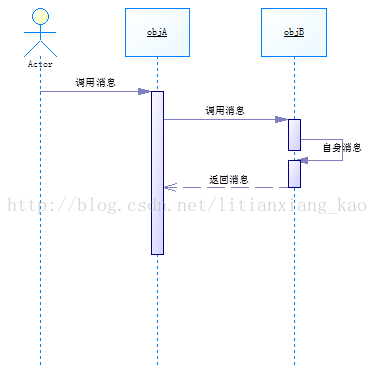 objA
objB
Actor
调用消息
调用消息
自身消息
返回消息
http://blog.csdn.net/litianxiang_kao